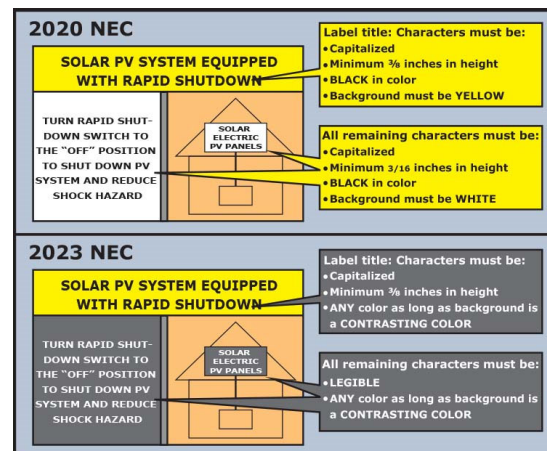 2020 NEC
SOLAR PV SYSTEM EQUIPPED
WITH RAPID SHUTDOWN
TURN RAPID SHUT-
DOWN SWITCH TO
THE “OFF” POSITION
TO SHUT DOWN PV
SYSTEM AND REDUCE
SHOCK HAZARD
SOLAR
ELECTRIC
PV PANELS
Label title: Characters must be:
•Capitalized
•Minimum ⅜ inches in height
•BLACK in color
•Background must be YELLOW
All remaining characters must be:
•Capitalized
•Minimum 3/16 inches in height
•BLACK in color
•Background must be WHITE
2023 NEC
SOLAR PV SYSTEM EQUIPPED
WITH RAPID SHUTDOWN
TURN RAPID SHUT-
DOWN SWITCH TO
THE “OFF” POSITION
TO SHUT DOWN PV
SYSTEM AND REDUCE
SHOCK HAZARD
SOLAR
ELECTRIC
PV PANELS
Label title: Characters must be:
•Capitalized
•Minimum ⅜ inches in height
•ANY color as long as background is
a CONTRASTING COLOR
All remaining characters must be:
•LEGIBLE
•ANY color as long as background is
a CONTRASTING COLOR